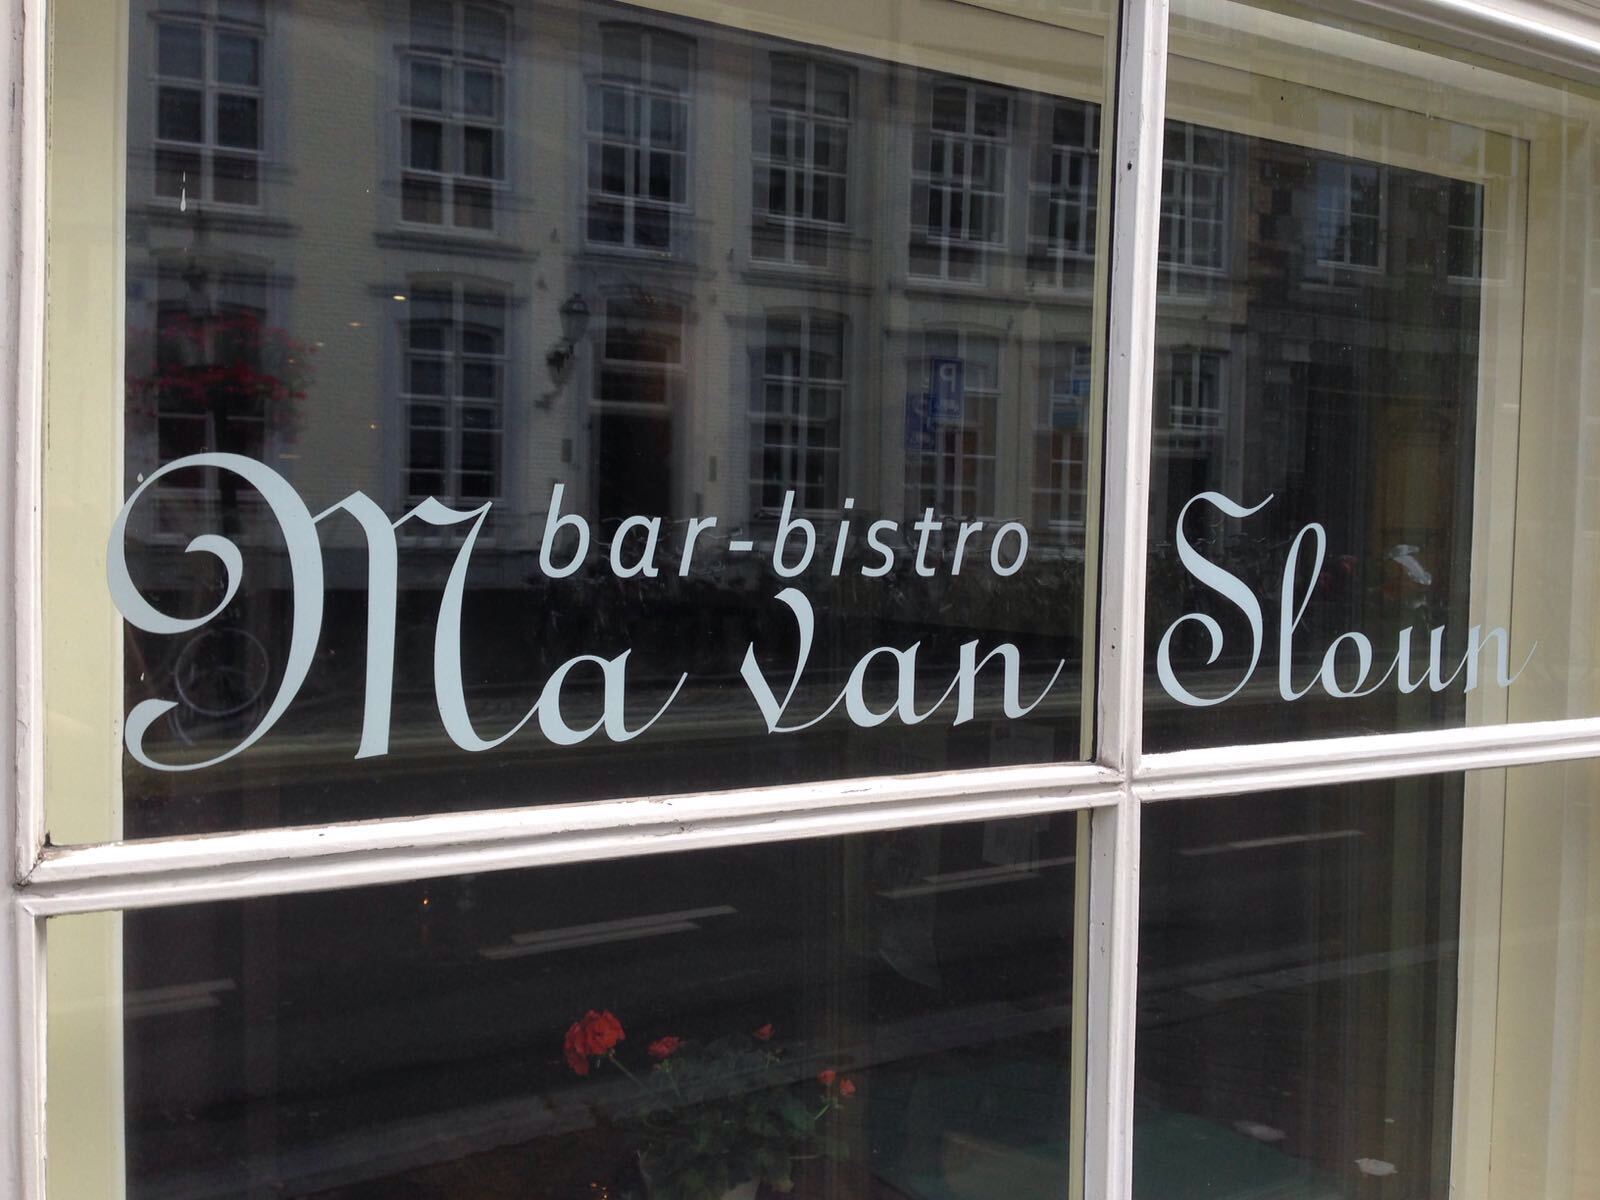 bar-bistro
Ma van Sloun